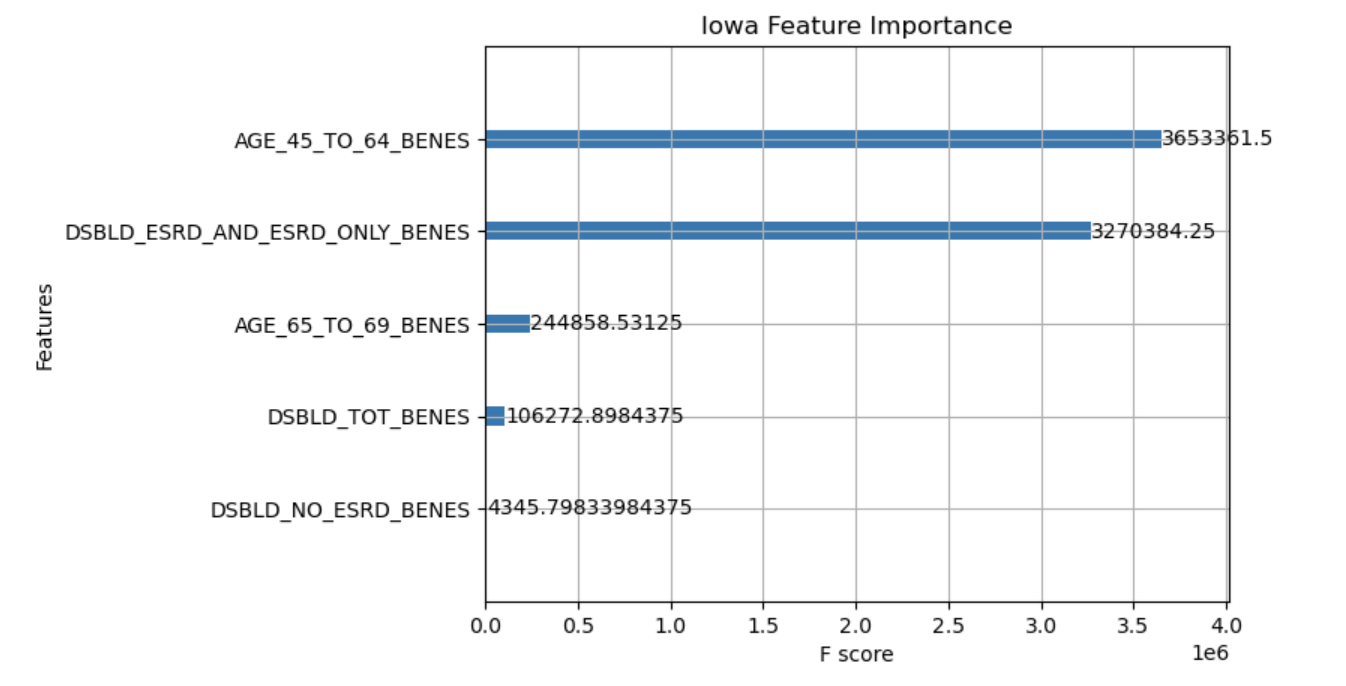 Iowa Feature Importance
Features
AGE_45_TO_64_BENES 3653361.5
DSBLD_ESRD_AND_ESRD_ONLY_BENES 3270384.25
AGE_65_TO_69_BENES 244858.53125
DSBLD_TOT_BENES 106272.8984375
DSBLD_NO_ESRD_BENES 4345.79833984375
0.0 0.5 1.0 1.5 2.0 2.5 3.0 3.5 4.0
F score 1e6